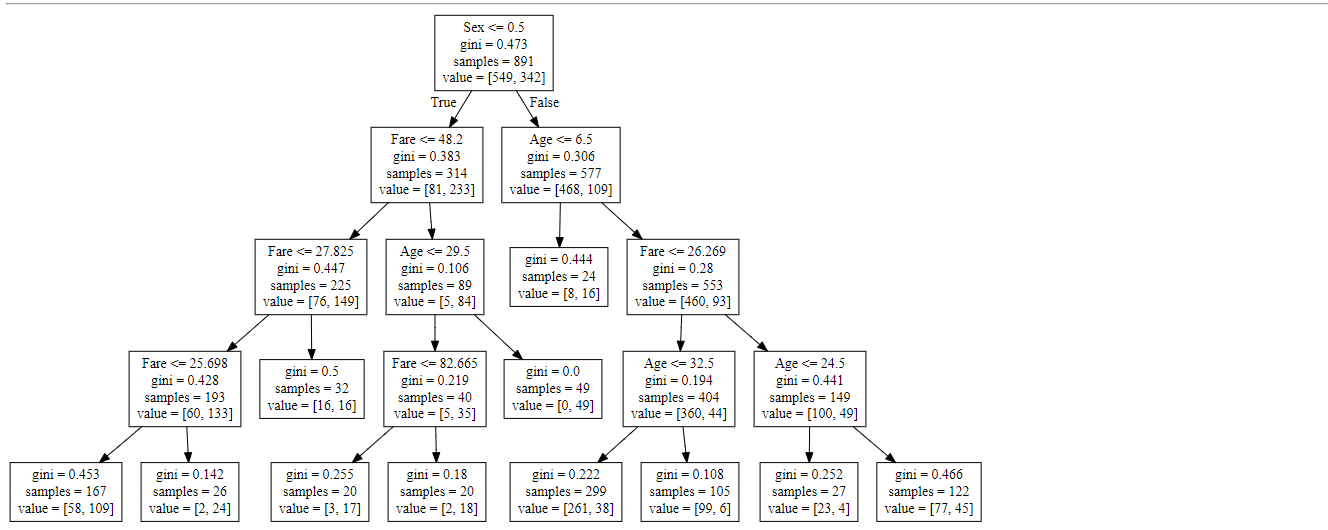 Sex <= 0.5
gini = 0.473
samples = 891
value = [549, 342]
True
False
Fare <= 48.2
gini = 0.383
samples = 314
value = [81, 233]
Age <= 6.5
gini = 0.306
samples = 577
value = [468, 109]
Fare <= 27.825
gini = 0.447
samples = 225
value = [76, 149]
Age <= 29.5
gini = 0.106
samples = 89
value = [5, 84]
gini = 0.444
samples = 24
value = [8, 16]
Fare <= 26.269
gini = 0.28
samples = 553
value = [460, 93]
Fare <= 25.698
gini = 0.428
samples = 193
value = [60, 133]
gini = 0.5
samples = 32
value = [16, 16]
Fare <= 82.665
gini = 0.219
samples = 40
value = [5, 35]
gini = 0.0
samples = 49
value = [0, 49]
Age <= 32.5
gini = 0.194
samples = 404
value = [360, 44]
Age <= 24.5
gini = 0.441
samples = 149
value = [100, 49]
gini = 0.453
samples = 167
value = [58, 109]
gini = 0.142
samples = 26
value = [2, 24]
gini = 0.255
samples = 20
value = [3, 17]
gini = 0.18
samples = 20
value = [2, 18]
gini = 0.222
samples = 299
value = [261, 38]
gini = 0.108
samples = 105
value = [99, 6]
gini = 0.252
samples = 27
value = [23, 4]
gini = 0.466
samples = 122
value = [77, 45]